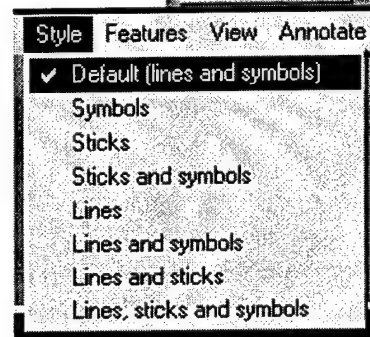 Style Features View Annotate
✔ Default (lines and symbols)
Symbols
Sticks
Sticks and symbols
Lines
Lines and symbols
Lines and sticks
Lines, sticks and symbols